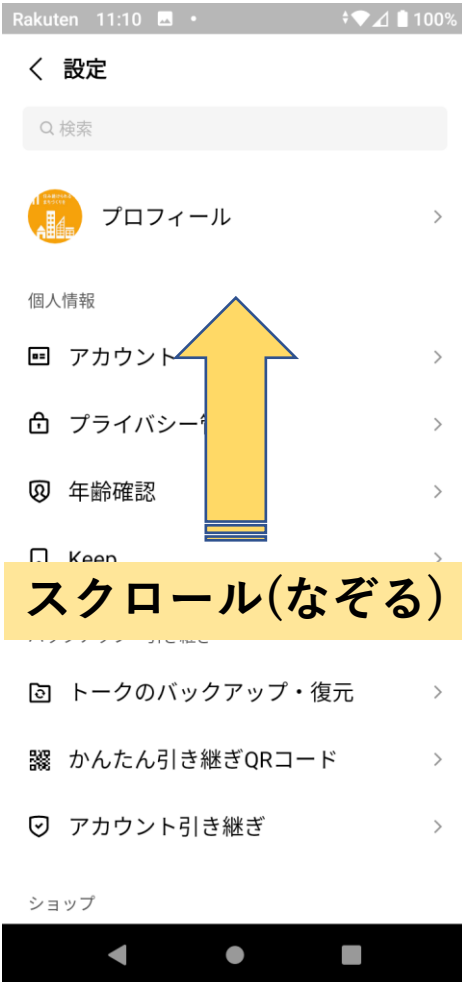 Rakuten 11:10 100%
設定
検索
プロフィール
個人情報
アカウント
プライバシー
年齢確認
Keep
スクロール(なぞる)
トークのバックアップ・復元
かんたん引き継ぎQRコード
アカウント引き継ぎ
ショップ